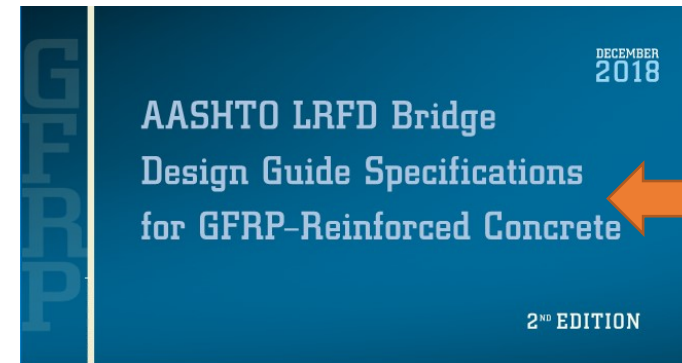 GFRP
DECEMBER
2018
AASHTO LRFD Bridge
Design Guide Specifications
for GFRP–Reinforced Concrete
2ND EDITION